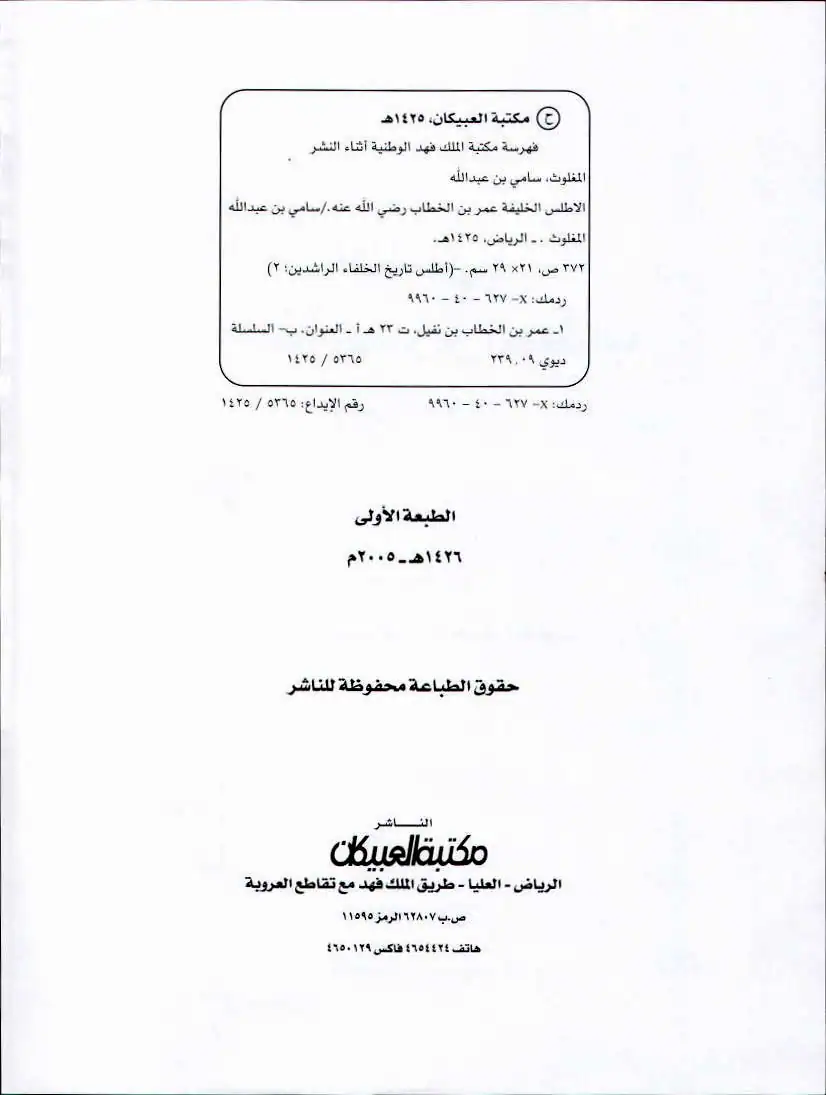 ح مكتبة العبيكان، ١٤٢٥هـ
فهرسة مكتبة الملك فهد الوطنية أثناء النشر
المغلوث، سامي بن عبدالله
الاطلس الخليفة عمر بن الخطاب رضي الله عنه./سامي بن عبدالله
المغلوث .ـ الرياض، ١٤٢٥هـ.
٣٧٢ ص، ٢١× ٢٩ سم. -(أطلس تاريخ الخلفاء الراشدين؛ ٢)
ردمك: X- ٦٢٧ - ٤٠ - ٩٩٦٠
١- عمر بن الخطاب بن نفيل، ت ٢٣ هـ أ ـ العنوان. ب- السلسلة
ديوي ٢٣٩,٠٩ ٥٣٦٥ / ١٤٢٥
ردمك: X- ٦٢٧ - ٤٠ - ٩٩٦٠ رقم الإيداع: ٥٣٦٥ / ١٤٢٥
الطبعة الأولى
١٤٢٦هـ ـ ٢٠٠٥م
حقوق الطباعة محفوظة للناشر
النـــاشر
مكتبة العبيكان
الرياض - العليا - طريق الملك فهد مع تقاطع العروبة
ص.ب ٦٢٨٠٧ الرمز ١١٥٩٥
هاتف ٤٦٥٤٤٢٤ فاكس ٤٦٥٠١٢٩